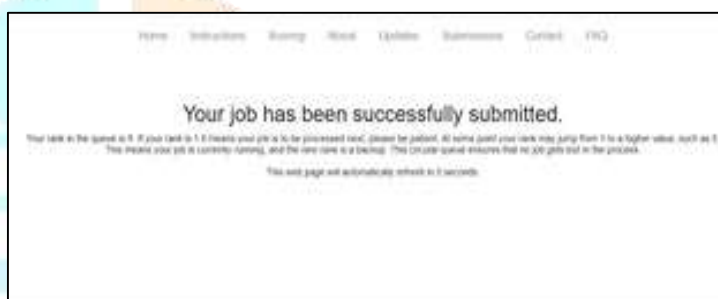 Home Instructions Running About Updates Submissions Contact FAQ
Your job has been successfully submitted.
Your rank in the queue is If your rank is 1 it means your job is to be processed next, please be patient. At some point your rank may jump from 1 to a higher value, such as
This means your job is currently running, and the new rank is a backup. This circular queue ensures that no job gets lost in the process.
This web page will automatically refresh in seconds.